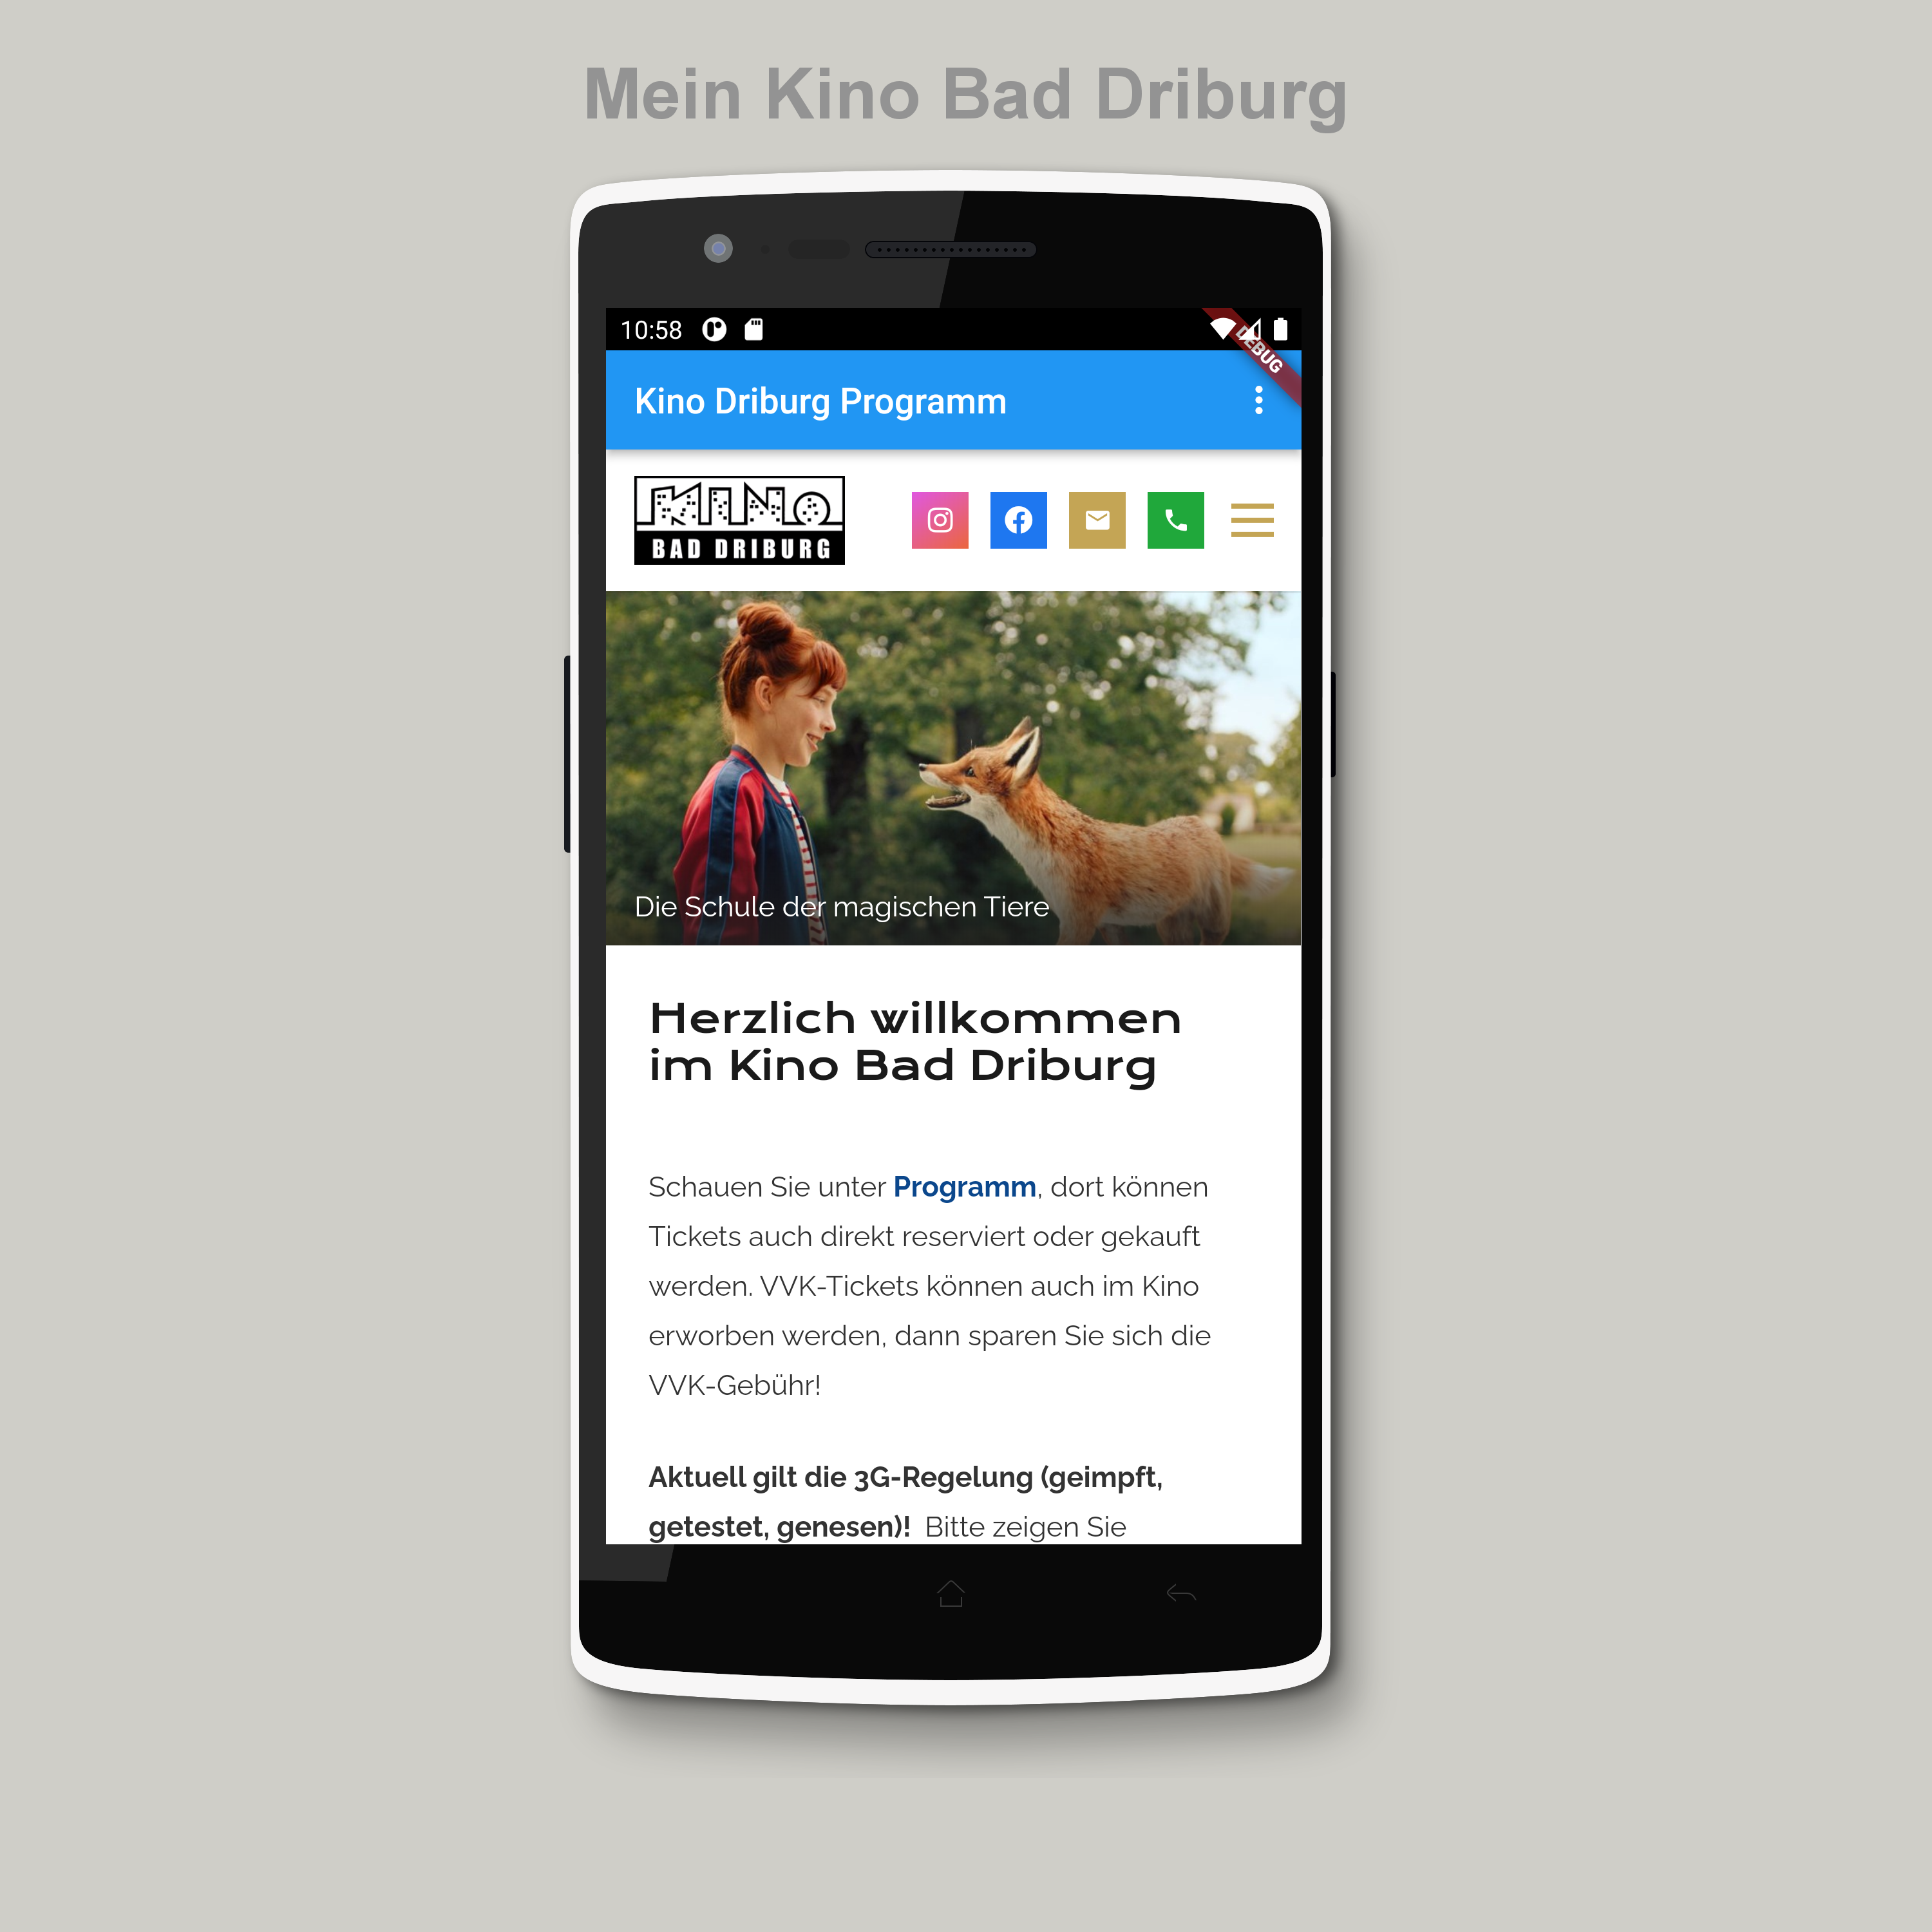 Mein Kino Bad Driburg
10:58
DEBUG
Kino Driburg Programm
KINO
BAD DRIBURG
Die Schule der magischen Tiere
Herzlich willkommen
im Kino Bad Driburg
Schauen Sie unter Programm, dort können
Tickets auch direkt reserviert oder gekauft
werden. VVK-Tickets können auch im Kino
erworben werden, dann sparen Sie sich die
VVK-Gebühr!
Aktuell gilt die 3G-Regelung (geimpft,
getestet, genesen)! Bitte zeigen Sie